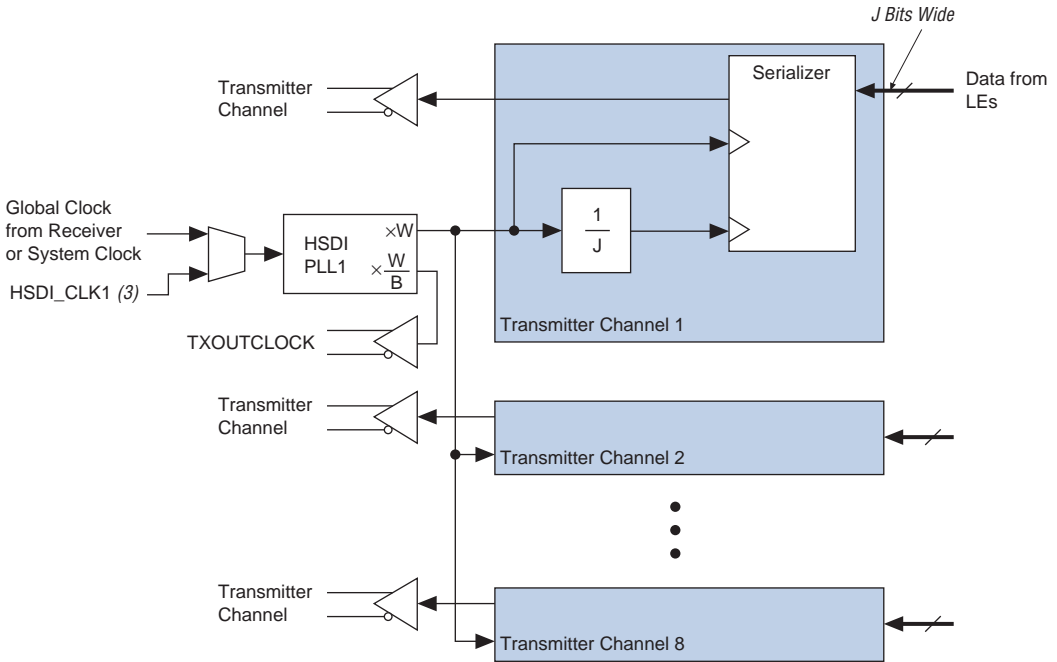 J Bits Wide
Serializer
Transmitter
Channel
Data from
LEs
Global Clock
from Receiver
or System Clock
HSDI_CLK1 (3)
HSDI
PLL1
×W
×W
B
1
J
Transmitter Channel 1
TXOUTCLOCK
Transmitter
Channel
Transmitter Channel 2
Transmitter
Channel
Transmitter Channel 8